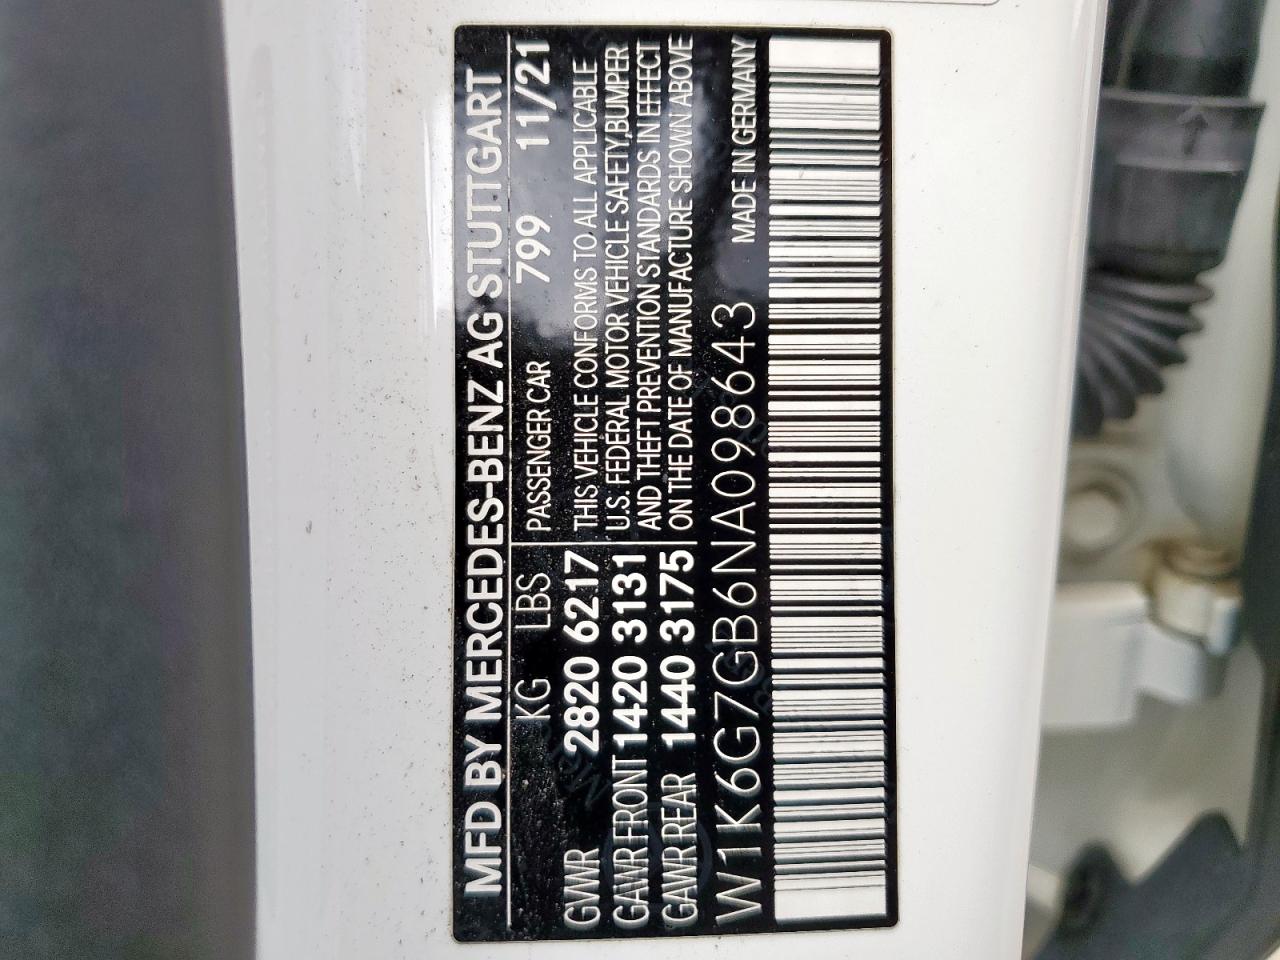 MFD BY MERCEDES-BENZ AG STUTTGART
KG LBS PASSENGER CAR 799 11/21
GVWR 2820 6217 THIS VEHICLE CONFORMS TO ALL APPLICABLE
GAWR FRONT 1420 3131 U.S. FEDERAL MOTOR VEHICLE SAFETY,BUMPER
GAWR REAR 1440 3175 AND THEFT PREVENTION STANDARDS IN EFFECT
ON THE DATE OF MANUFACTURE SHOWN ABOVE
W1K6G7GB6NA098643 MADE IN GERMANY